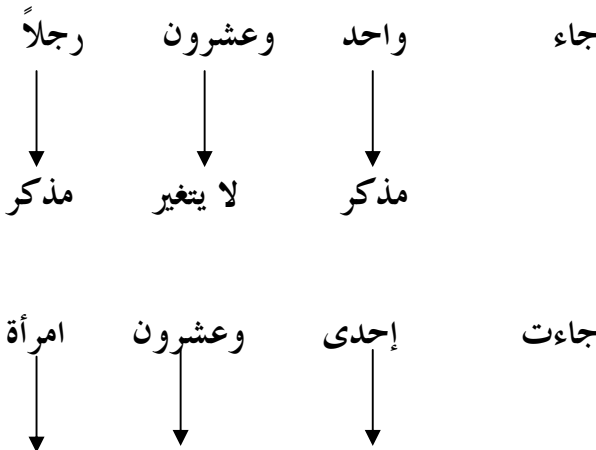 جاء واحد وعشرون رجلاً
مذكر لا يتغير مذكر
جاءت إحدى وعشرون امرأة